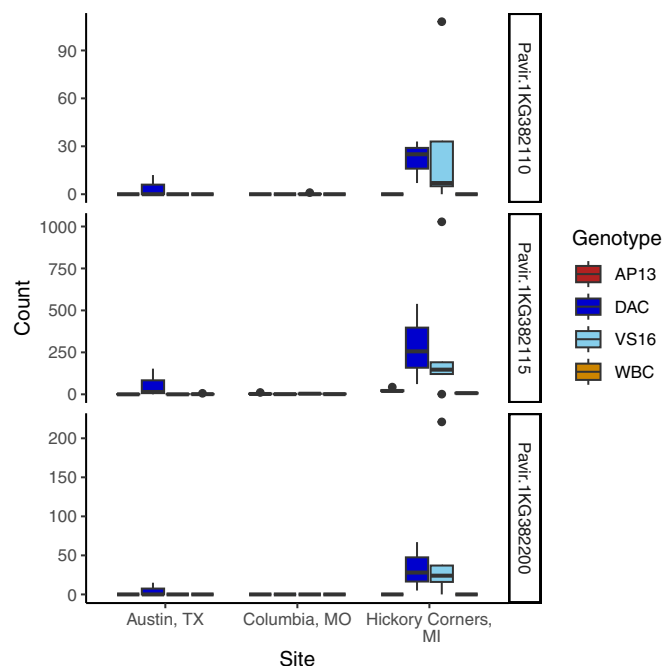 Count
90
60
30
0
Pavir.1KG382110
1000
750
500
250
0
Pavir.1KG382115
200
150
100
50
0
Pavir.1KG382200
Austin, TX
Columbia, MO
Hickory Corners,
MI
Site
Genotype
AP13
DAC
VS16
WBC